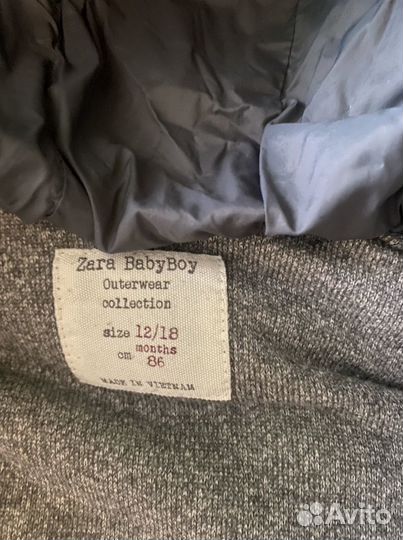 Zara BabyBoy
Outerwear
collection
size 12/18
months
cm 86
MADE IN VIETNAM
Avito